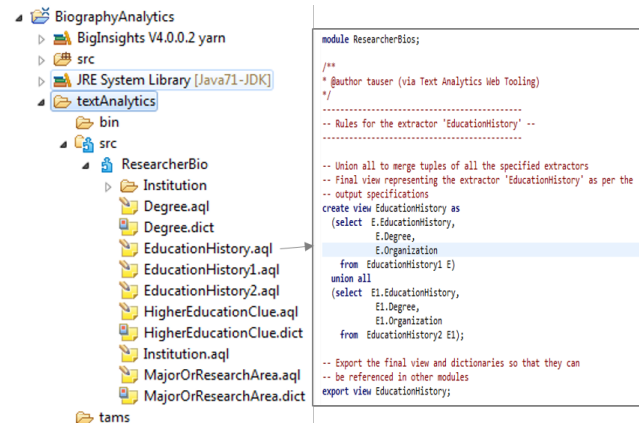 BiographyAnalytics
BigInsights V4.0.0.2 yarn
src
JRE System Library [Java71-JDK]
textAnalytics
bin
src
ResearcherBio
Institution
Degree.aql
Degree.dict
EducationHistory.aql
EducationHistory1.aql
EducationHistory2.aql
HigherEducationClue.aql
HigherEducationClue.dict
Institution.aql
MajorOrResearchArea.aql
MajorOrResearchArea.dict
tams
module ResearcherBios;
/**
* @author tauser (via Text Analytics Web Tooling)
*/
---------------------------------------------
-- Rules for the extractor 'EducationHistory' --
---------------------------------------------
-- Union all to merge tuples of all the specified extractors
-- Final view representing the extractor 'EducationHistory' as per the
-- output specifications
create view EducationHistory as
(select E.EducationHistory,
E.Degree,
E.Organization
from EducationHistory1 E)
union all
(select E1.EducationHistory,
E1.Degree,
E1.Organization
from EducationHistory2 E1);
-- Export the final view and dictionaries so that they can
-- be referenced in other modules
export view EducationHistory;